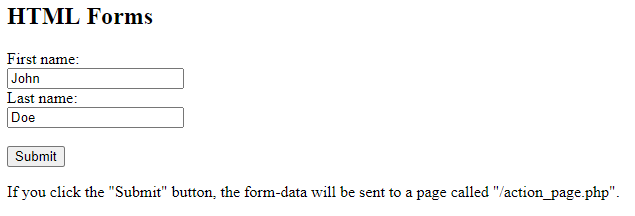 HTML Forms
First name:
John
Last name:
Doe
Submit
If you click the "Submit" button, the form-data will be sent to a page called "/action_page.php".